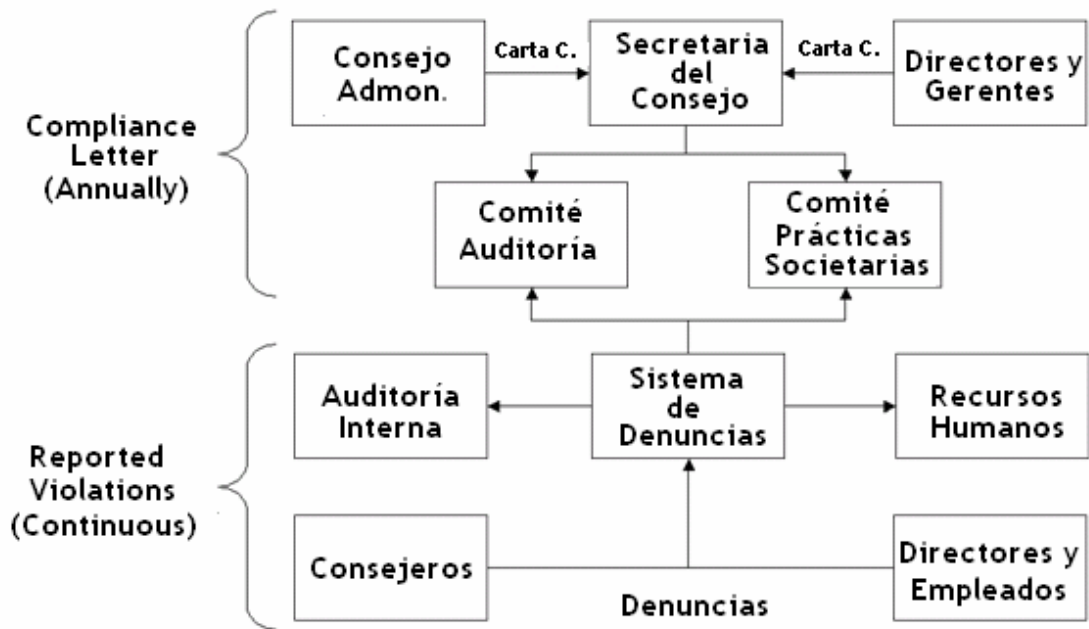 Consejo
Admon.
Carta C.
Secretaria
del
Consejo
Carta C.
Directores y
Gerentes
Compliance
Letter
(Annually)
Comité
Auditoría
Comité
Prácticas
Societarias
Auditoría
Interna
Sistema
de
Denuncias
Recursos
Humanos
Reported
Violations
(Continuous)
Consejeros
Denuncias
Directores y
Empleados